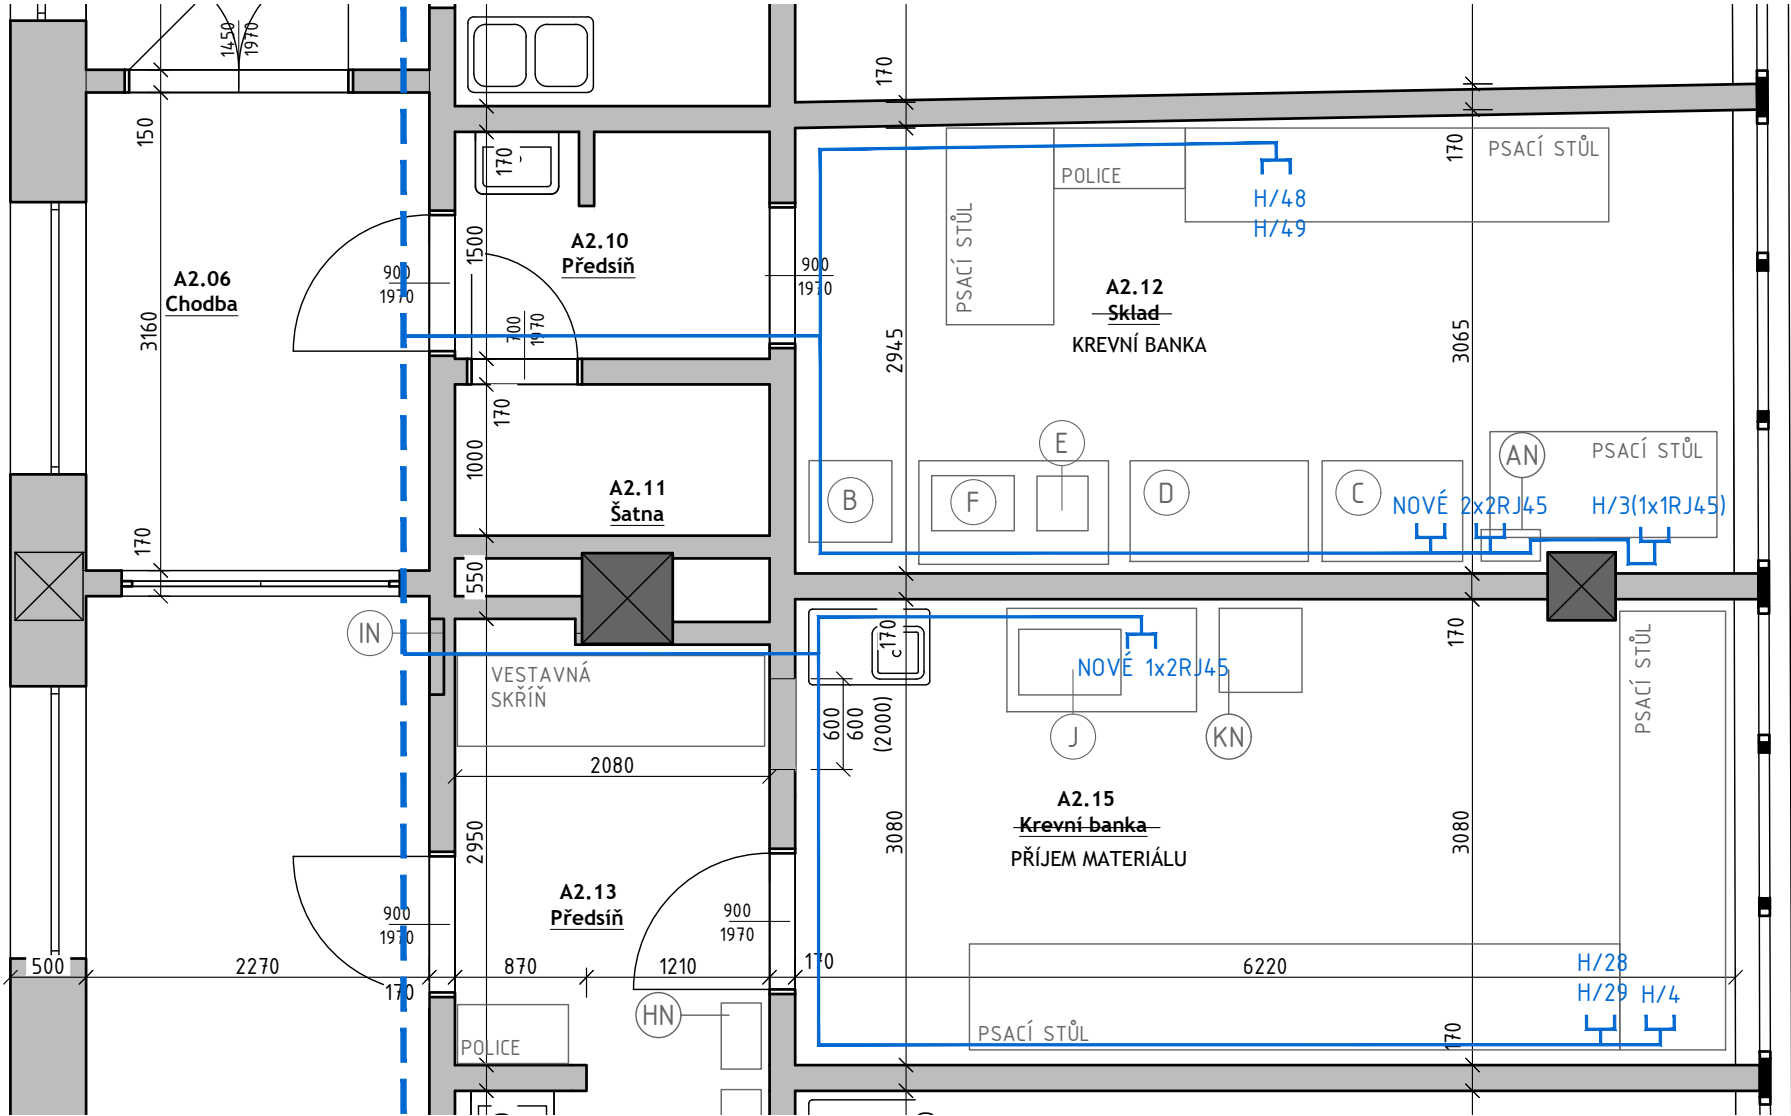 1450
1970
170
150
170
170
PSACÍ STŮL
POLICE
H/48
H/49
PSACÍ STŮL
1500
A2.10
Předsíň
900
1970
900
1970
A2.06
Chodba
A2.12
Sklad
KREVNÍ BANKA
3160
700
1970
2945
3065
170
1000
A2.11
Šatna
E
B
F
D
C
AN
PSACÍ STŮL
NOVÉ 2x2RJ45
H/3(1x1RJ45)
170
550
IN
170
170
VESTAVNÁ
SKŘÍŇ
NOVÉ 1x2RJ45
PSACÍ STŮL
600
600
(2000)
J
KN
2080
2950
3080
3080
A2.15
Krevní banka
PŘÍJEM MATERIÁLU
A2.13
Předsíň
900
1970
900
1970
500
2270
170
870
1210
170
6220
H/28
H/29
H/4
HN
POLICE
PSACÍ STŮL
170